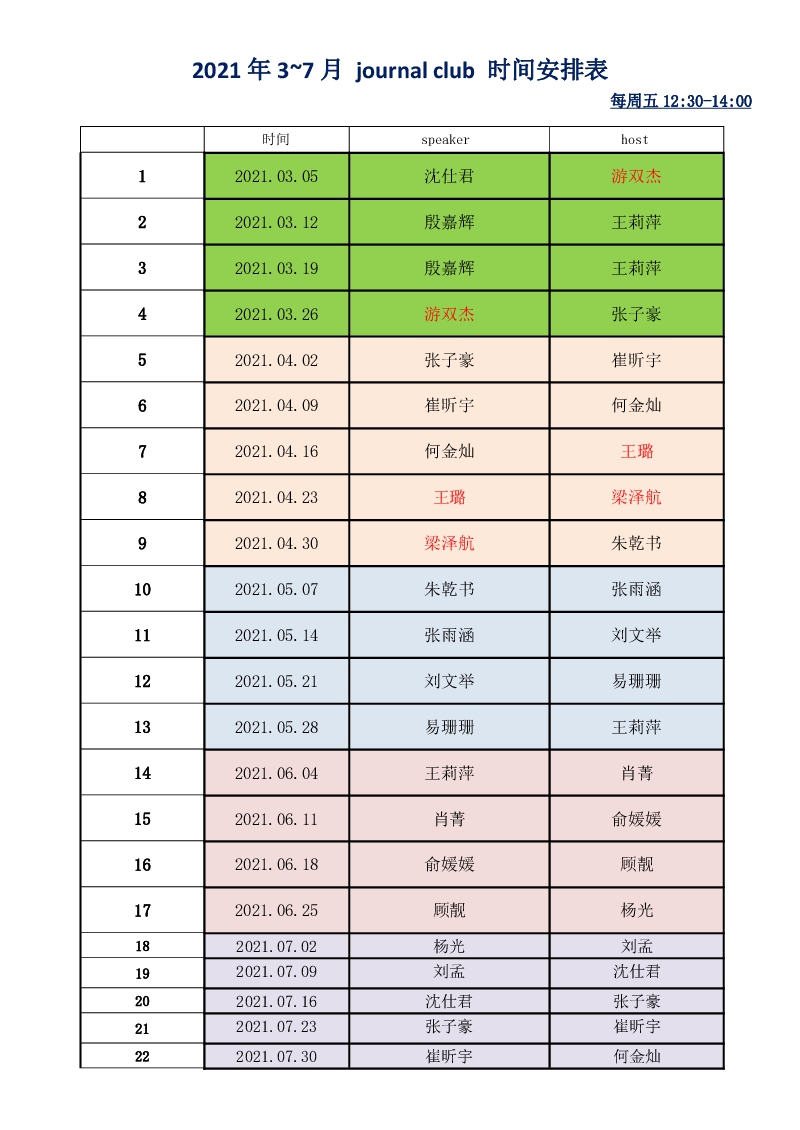 2021 年 3~7 月 journal club 时间安排表
每周五 12:30-14:00
时间 speaker host
1 2021.03.05 沈仕君 游双杰
2 2021.03.12 殷嘉辉 王莉萍
3 2021.03.19 殷嘉辉 王莉萍
4 2021.03.26 游双杰 张子豪
5 2021.04.02 张子豪 崔昕宇
6 2021.04.09 崔昕宇 何金灿
7 2021.04.16 何金灿 王璐
8 2021.04.23 王璐 梁泽航
9 2021.04.30 梁泽航 朱乾书
10 2021.05.07 朱乾书 张雨涵
11 2021.05.14 张雨涵 刘文举
12 2021.05.21 刘文举 易珊珊
13 2021.05.28 易珊珊 王莉萍
14 2021.06.04 王莉萍 肖菁
15 2021.06.11 肖菁 俞媛媛
16 2021.06.18 俞媛媛 顾靓
17 2021.06.25 顾靓 杨光
18 2021.07.02 杨光 刘孟
19 2021.07.09 刘孟 沈仕君
20 2021.07.16 沈仕君 张子豪
21 2021.07.23 张子豪 崔昕宇
22 2021.07.30 崔昕宇 何金灿